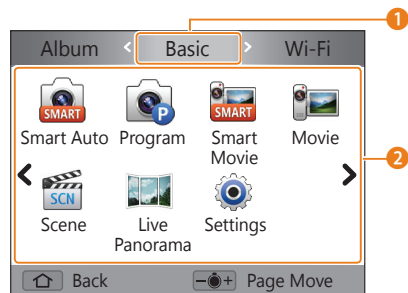 1
Album < Basic > Wi-Fi
SMART
P
SMART
Smart Auto Program Smart Movie Movie
2
SCN
Scene Live Panorama Settings
Back - + Page Move